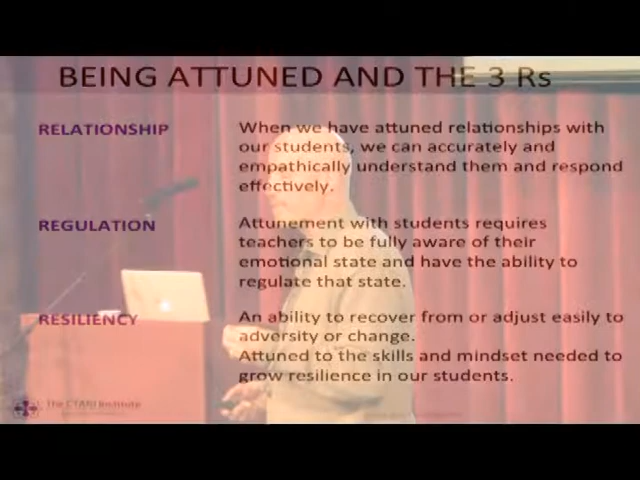 BEING ATTUNED AND THE 3 Rs
RELATIONSHIP
When we have attuned relationships with
our students, we can accurately and
empathically understand them and respond
effectively.
REGULATION
Attunement with students requires
teachers to be fully aware of their
emotional state and have the ability to
regulate that state.
RESILIENCY
An ability to recover from or adjust easily to
adversity or change.
Attuned to the skills and mindset needed to
grow resilience in our students.
The CTARI Institute